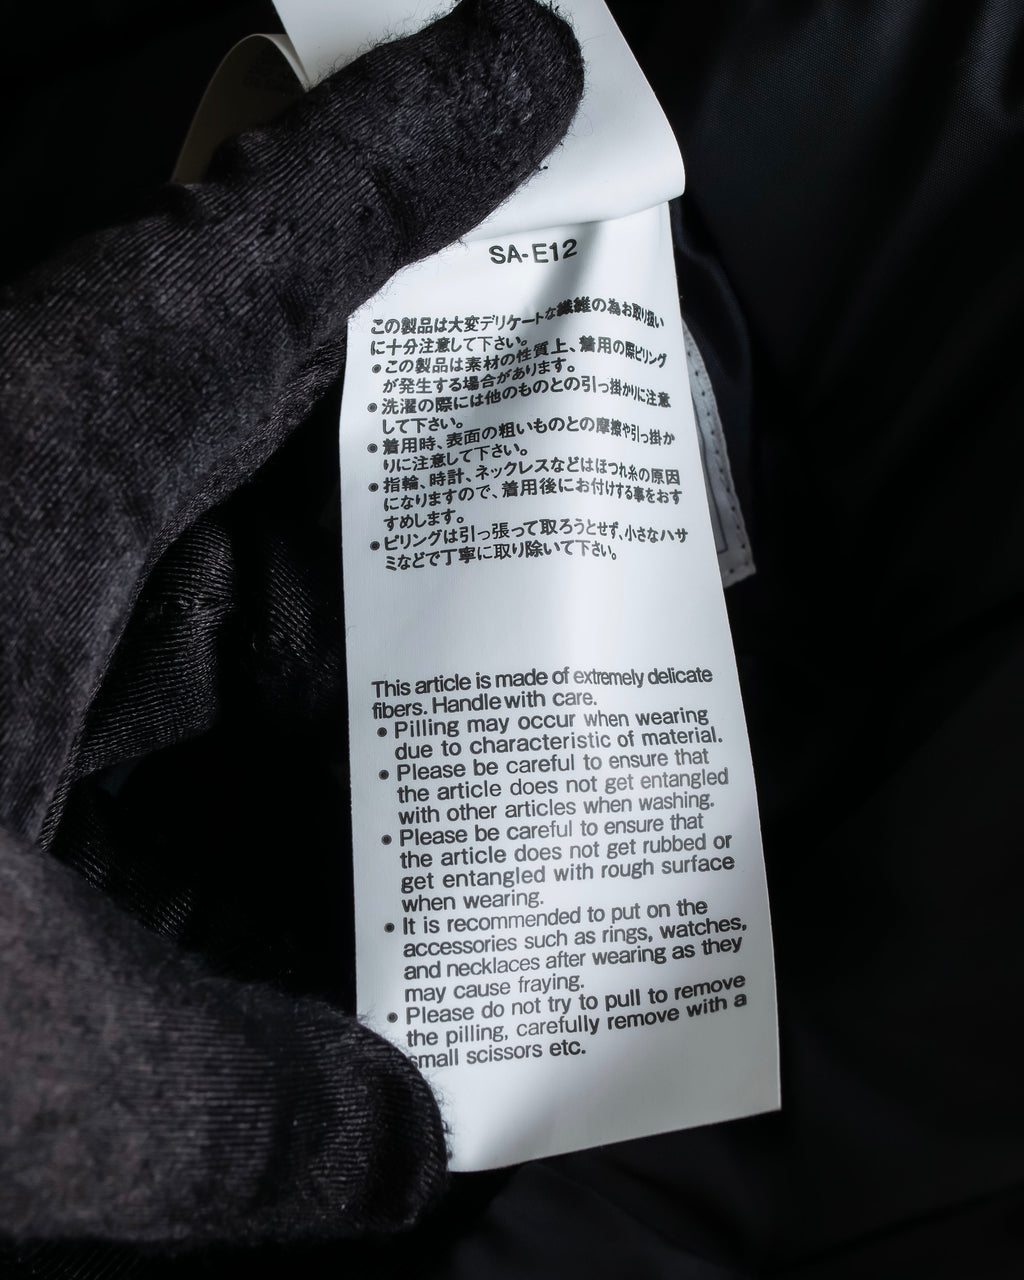 SA-E12
この製品は大変デリケートな繊維の為お取り扱い
に十分注意して下さい。
●この製品は素材の性質上、着用の際ピリング
が発生する場合があります。
●洗濯の際には他のものとの引っ掛かりに注意
して下さい。
●着用時、表面の粗いものとの摩擦や引っ掛か
りに注意して下さい。
●指輪、時計、ネックレスなどはほつれ糸の原因
になりますので、着用後にお付けする事をおす
すめします。
●ピリングは引っ張って取ろうとせず、小さなハサ
ミなどで丁寧に取り除いて下さい。
This article is made of extremely delicate
fibers. Handle with care.
● Pilling may occur when wearing
due to characteristic of material.
● Please be careful to ensure that
the article does not get entangled
with other articles when washing.
● Please be careful to ensure that
the article does not get rubbed or
get entangled with rough surface
when wearing.
● It is recommended to put on the
accessories such as rings, watches,
and necklaces after wearing as they
may cause fraying.
● Please do not try to pull to remove
the pilling, carefully remove with a
small scissors etc.